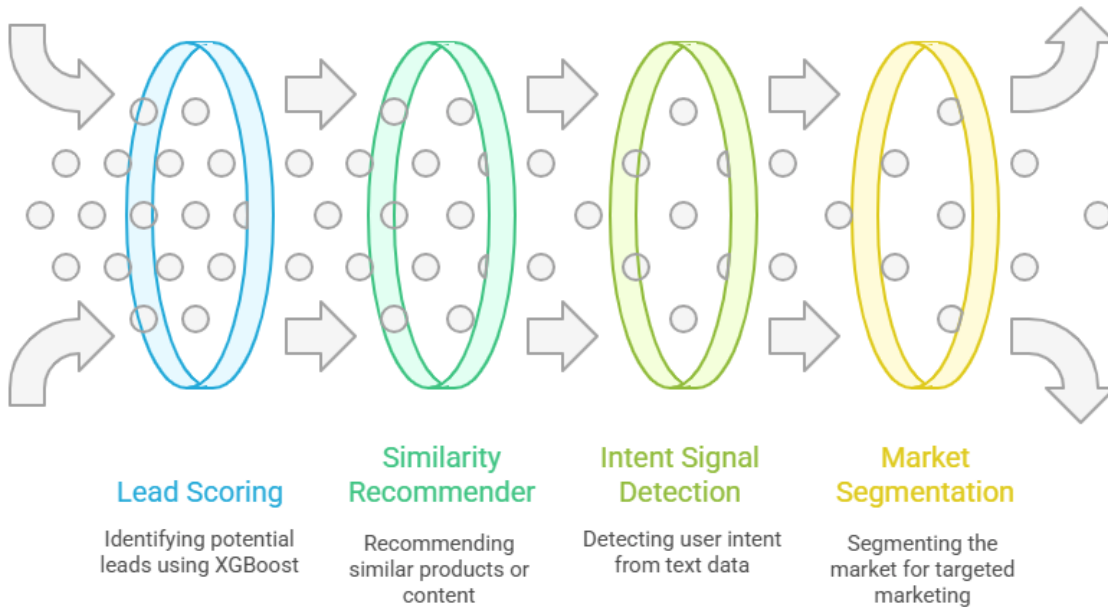 Lead Scoring
Identifying potential
leads using XGBoost
Similarity
Recommender
Recommending
similar products or
content
Intent Signal
Detection
Detecting user intent
from text data
Market
Segmentation
Segmenting the
market for targeted
marketing